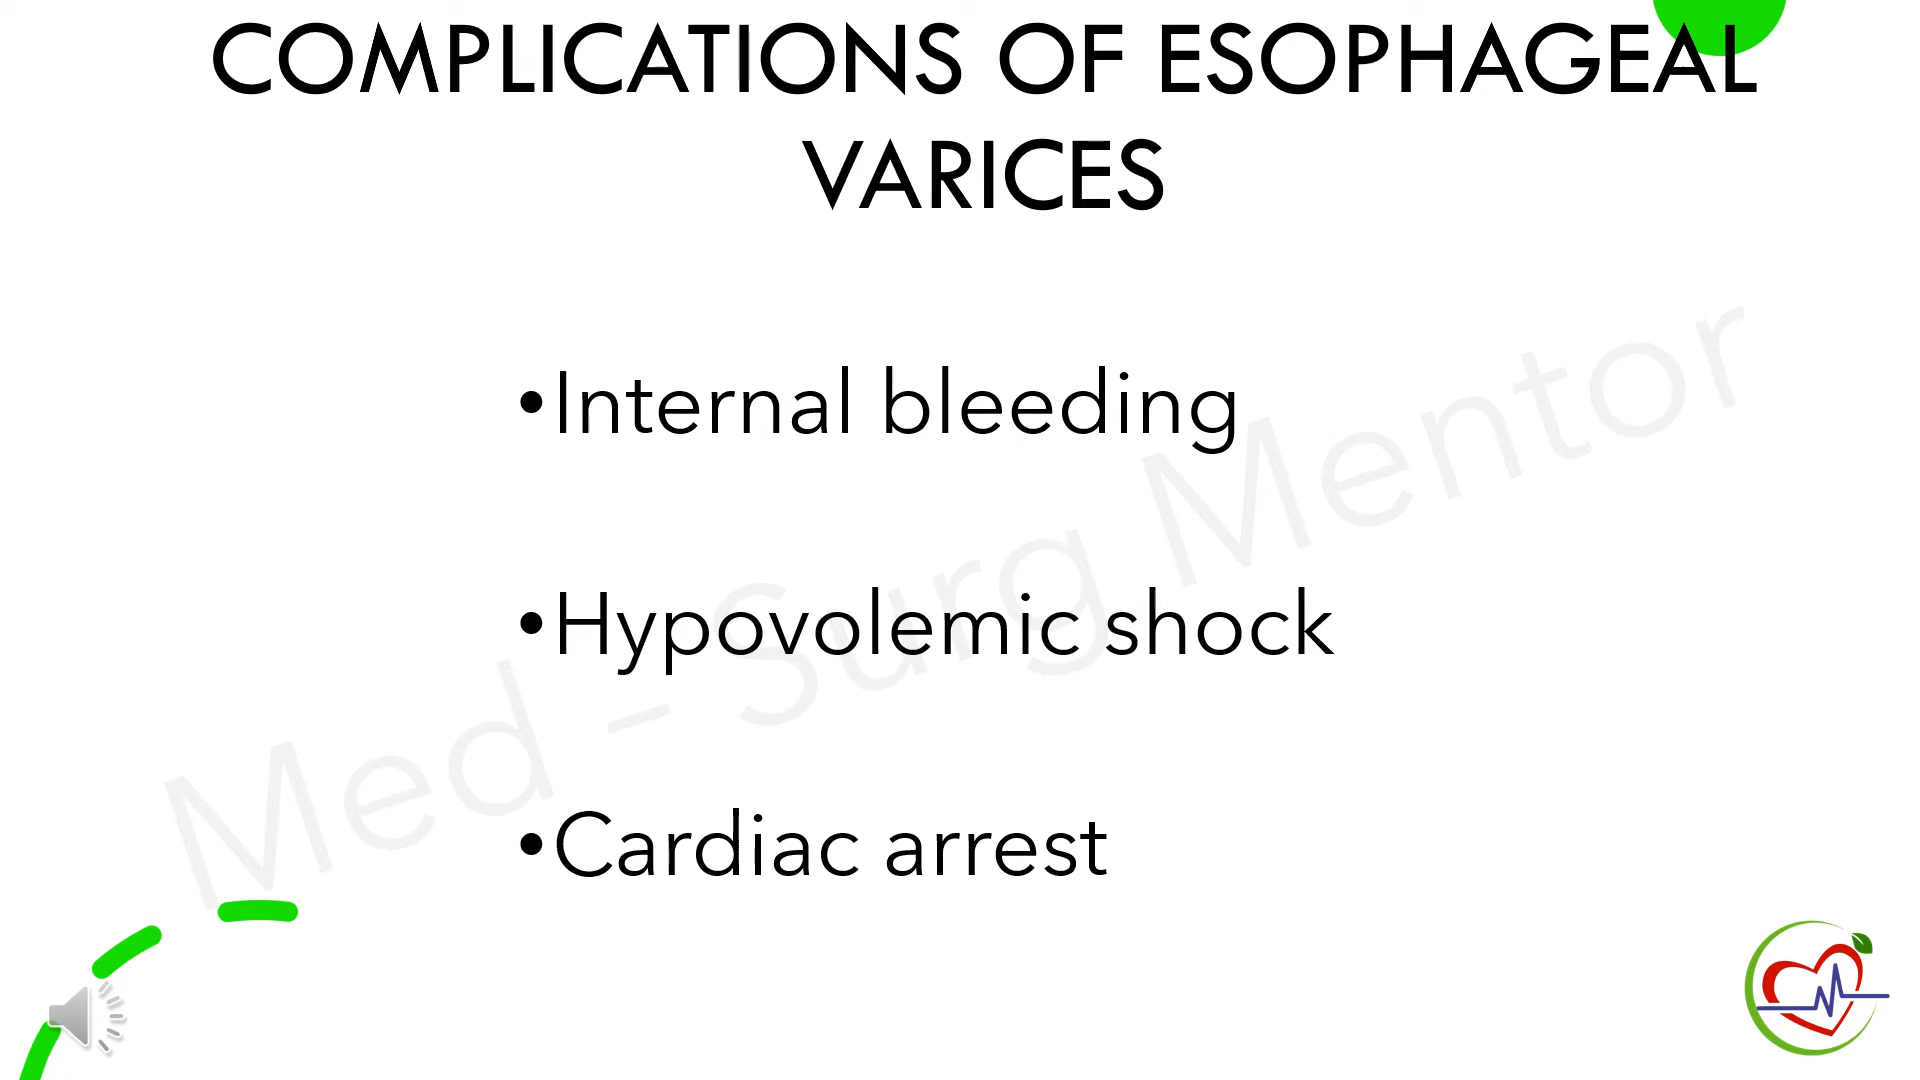 COMPLICATIONS OF ESOPHAGEAL
VARICES
•Internal bleeding
•Hypovolemic shock
•Cardiac arrest
Med - Surg Mentor